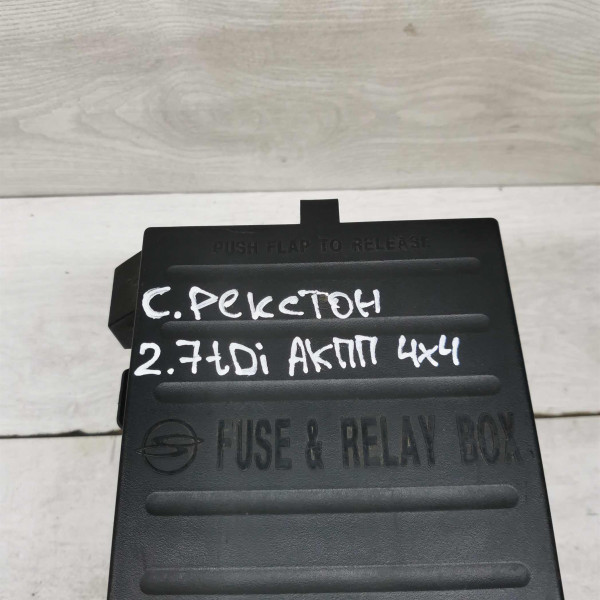 PUSH FLAP TO RELEASE
С. РЕКСТОН
2.7tDi АКПП 4x4
FUSE & RELAY BOX